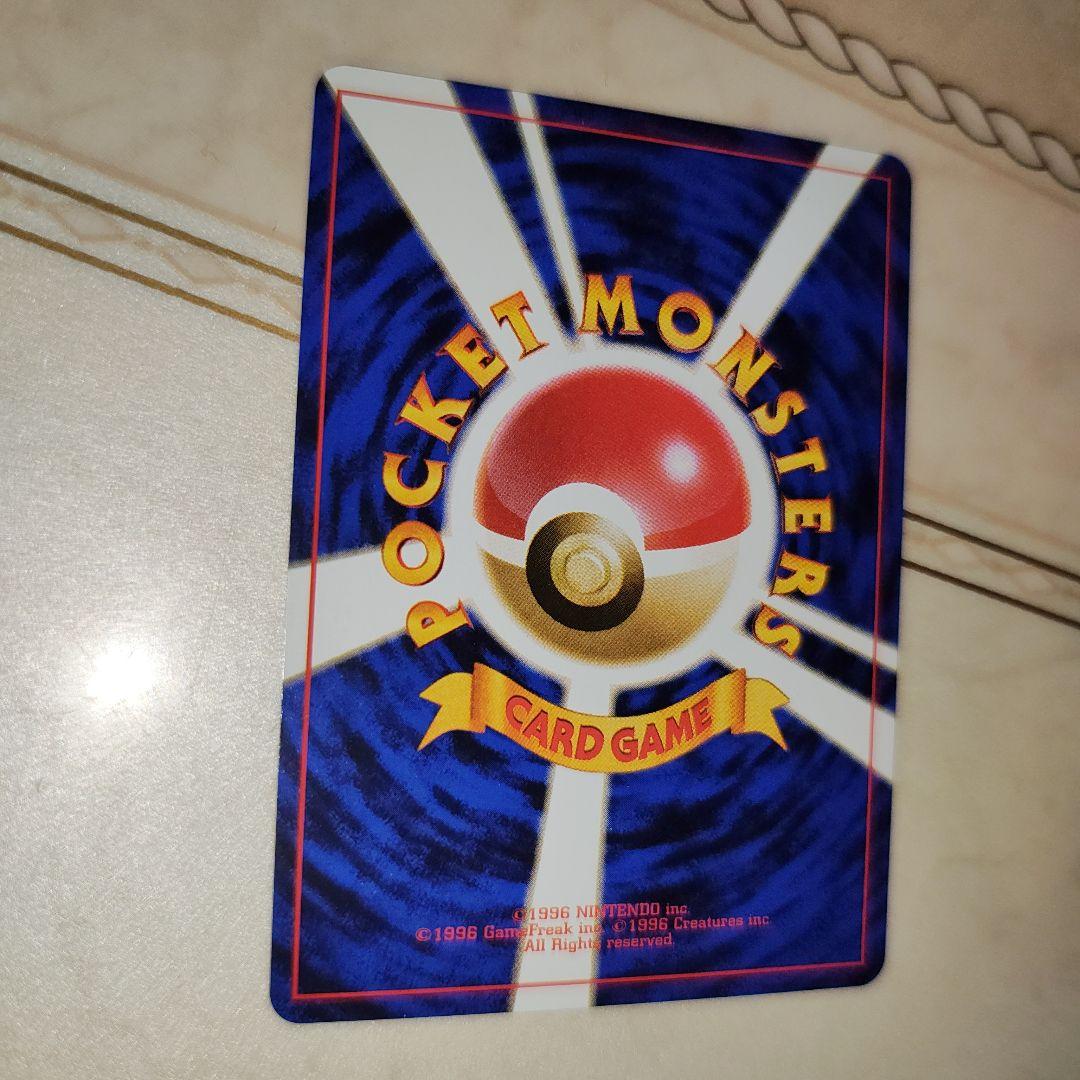 POCKET MONSTERS
CARD GAME
©1996 NINTENDO inc.
©1996 GameFreak inc. ©1996 Creatures inc.
All Rights reserved.